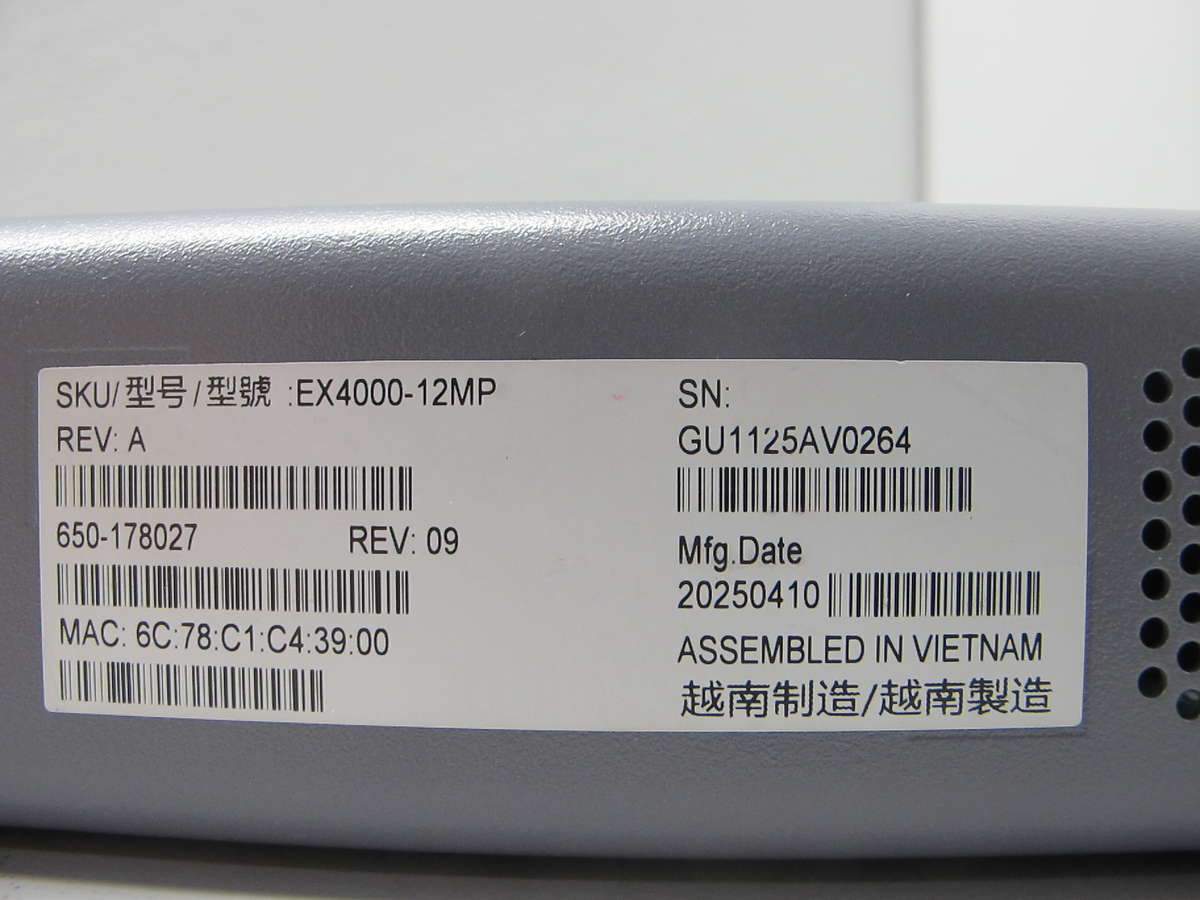 SKU/型号/型號 :EX4000-12MP
REV: A
650-178027 REV: 09
MAC: 6C:78:C1:C4:39:00
SN:
GU1125AV0264
Mfg.Date
20250410
ASSEMBLED IN VIETNAM
越南制造/越南製造